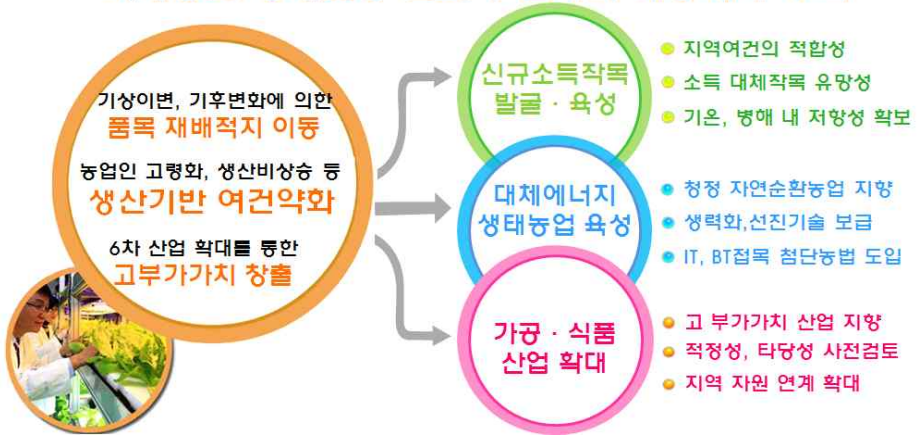 기상이변, 기후변화에 의한
품목 재배적지 이동
농업인 고령화, 생산비상승 등
생산기반 여건약화
6차 산업 확대를 통한
고부가가치 창출
신규소득작목
발굴 · 육성
지역여건의 적합성
소득 대체작목 유망성
기온, 병해 내 저항성 확보
대체에너지
생태농업 육성
청정 자연순환농업 지향
생력화,선진기술 보급
IT, BT접목 첨단농법 도입
가공 · 식품
산업 확대
고 부가가치 산업 지향
적정성, 타당성 사전검토
지역 자원 연계 확대